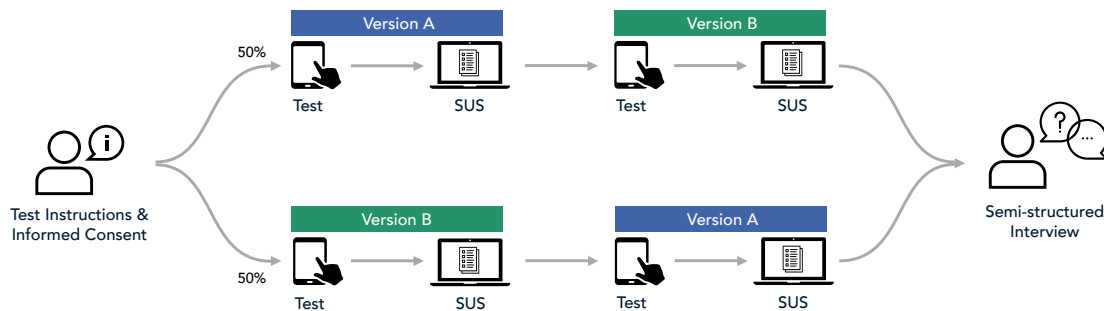 Version A
Version B
50%
Test
SUS
Test
SUS
i
?
...
Test Instructions &
Informed Consent
Semi-structured
Interview
Version B
Version A
50%
Test
SUS
Test
SUS